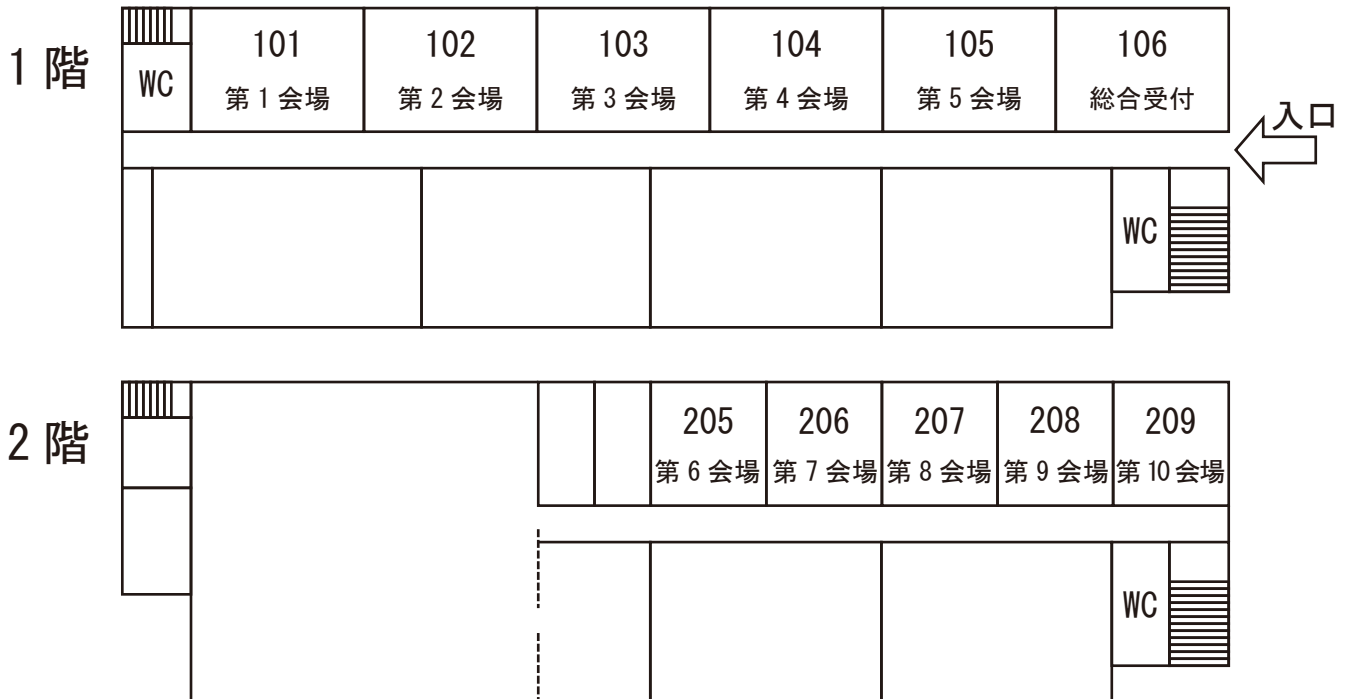 1階
101
第1会場
WC
102
第2会場
103
第3会場
104
第4会場
105
第5会場
106
総合受付
入口
WC
2階
205
第6会場
206
第7会場
207
第8会場
208
第9会場
209
第10会場
WC